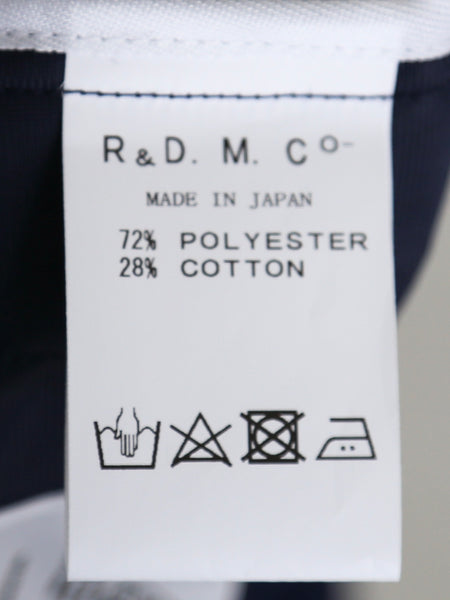 R & D. M. Co-
MADE IN JAPAN
72% POLYESTER
28% COTTON